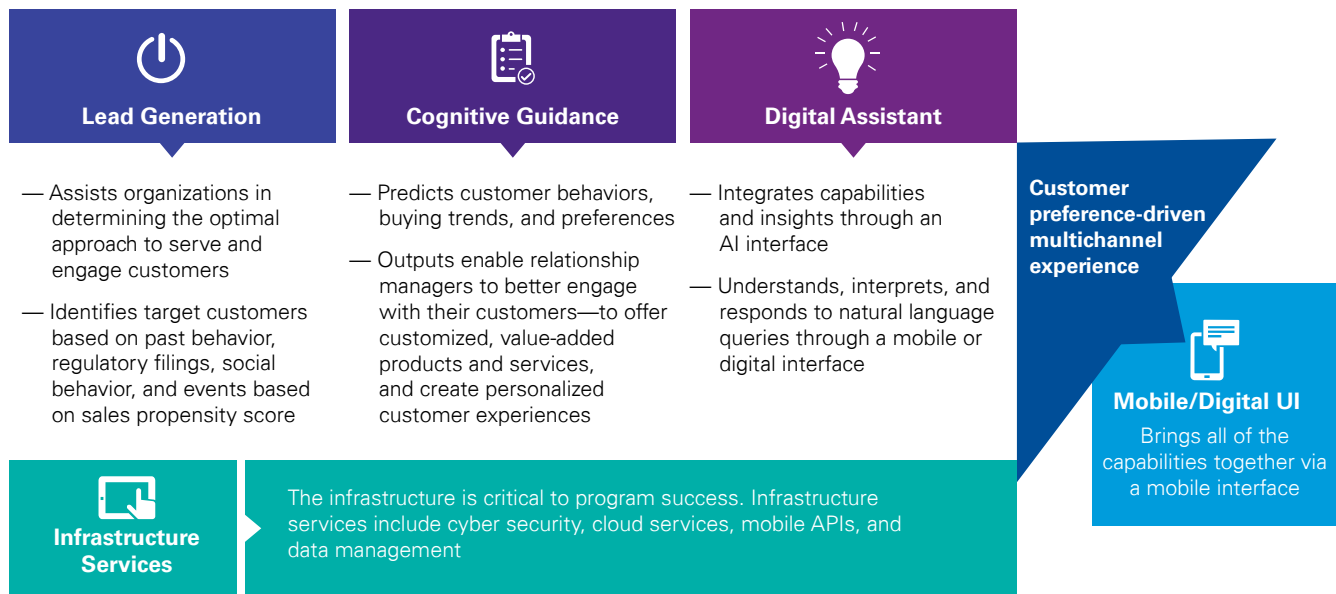 Lead Generation
— Assists organizations in
determining the optimal
approach to serve and
engage customers
— Identifies target customers
based on past behavior,
regulatory filings, social
behavior, and events based
on sales propensity score
Cognitive Guidance
— Predicts customer behaviors,
buying trends, and preferences
— Outputs enable relationship
managers to better engage
with their customers—to offer
customized, value-added
products and services,
and create personalized
customer experiences
Digital Assistant
— Integrates capabilities
and insights through an
AI interface
— Understands, interprets, and
responds to natural language
queries through a mobile or
digital interface
Customer
preference-driven
multichannel
experience
Mobile/Digital UI
Brings all of the
capabilities together via
a mobile interface
Infrastructure
Services
The infrastructure is critical to program success. Infrastructure
services include cyber security, cloud services, mobile APIs, and
data management